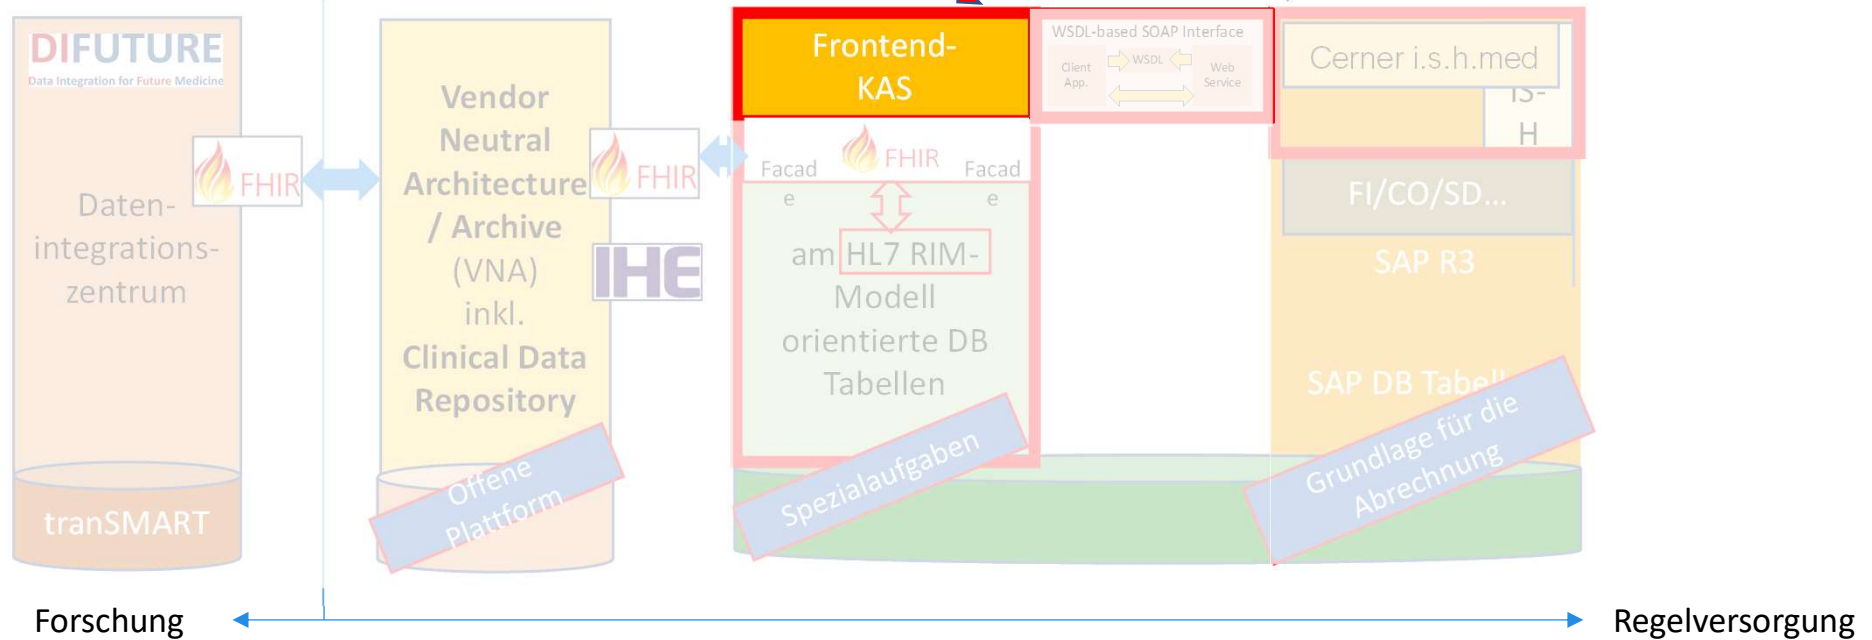 DIFUTURE
Data Integration for Future Medicine
FHIR
Daten-
integrations-
zentrum
tranSMART
Vendor
Neutral
Architecture
/ Archive
(VNA)
inkl.
Clinical Data
Repository
FHIR
IHE
Offene
Plattform
Frontend-
KAS
Facad
e
FHIR
Facad
e
am HL7 RIM-
Modell
orientierte DB
Tabellen
Spezialaufgaben
WSDL-based SOAP Interface
Client
App.
WSDL
Web
Service
Cerner i.s.h.med
IS-
H
FI/CO/SD...
SAP R3
SAP DB Tabell
Grundlage für die
Abrechnung
Forschung
Regelversorgung